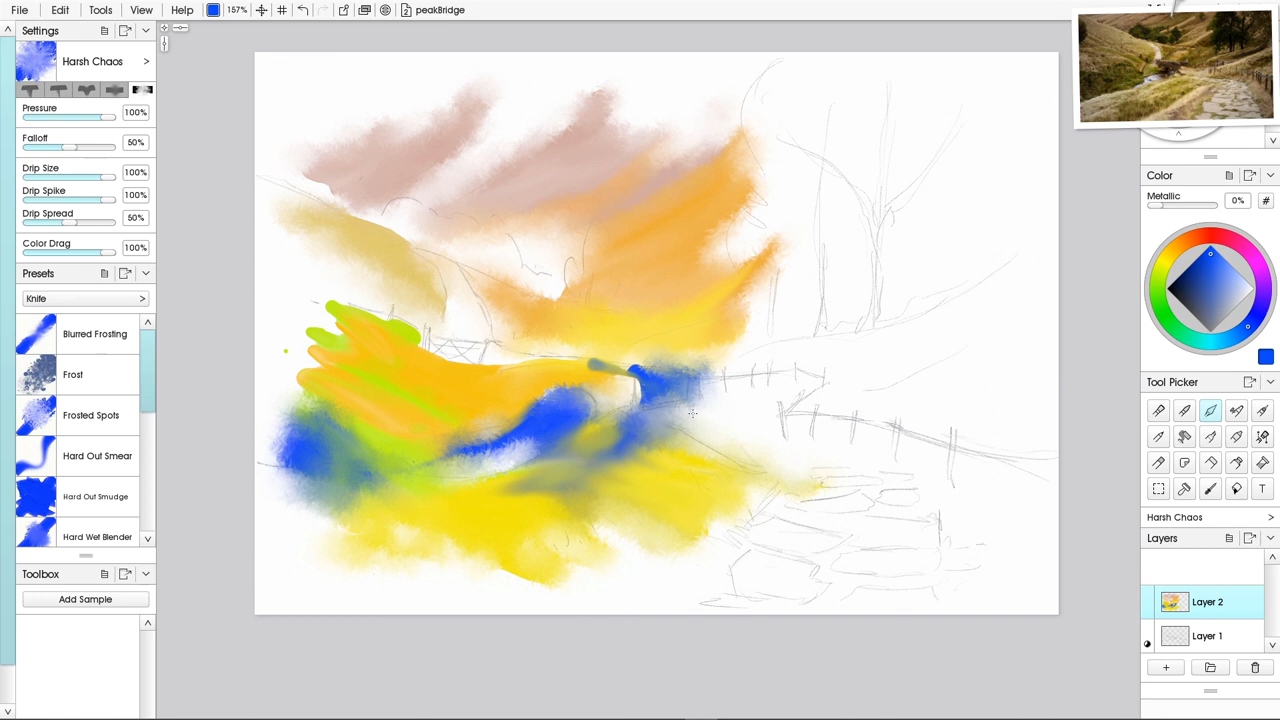 File Edit Tools View Help 157% peakBridge
Settings
Harsh Chaos >
Pressure 100%
Falloff 50%
Drip Size 100%
Drip Spike 100%
Drip Spread 50%
Color Drag 100%
Presets
Knife >
Blurred Frosting
Frost
Frosted Spots
Hard Out Smear
Hard Out Smudge
Hard Wet Blender
Toolbox
Add Sample
Color
Metallic 0% #
Tool Picker
T
Harsh Chaos >
Layers
Layer 2
Layer 1
+